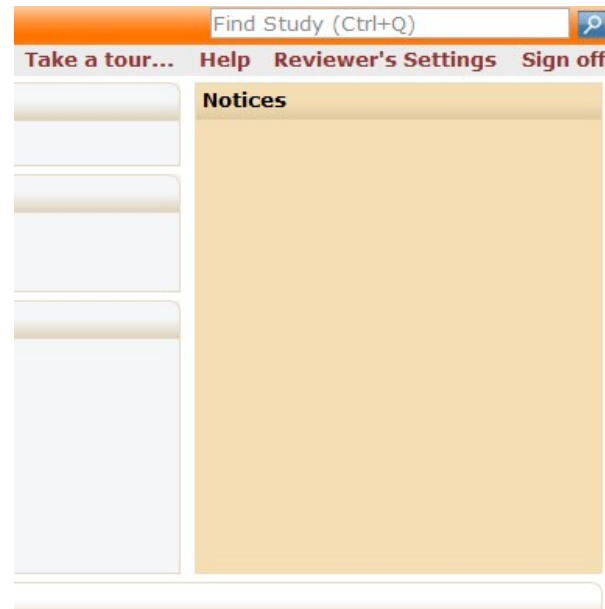 Find Study (Ctrl+Q)
Take a tour... Help Reviewer's Settings Sign off
Notices